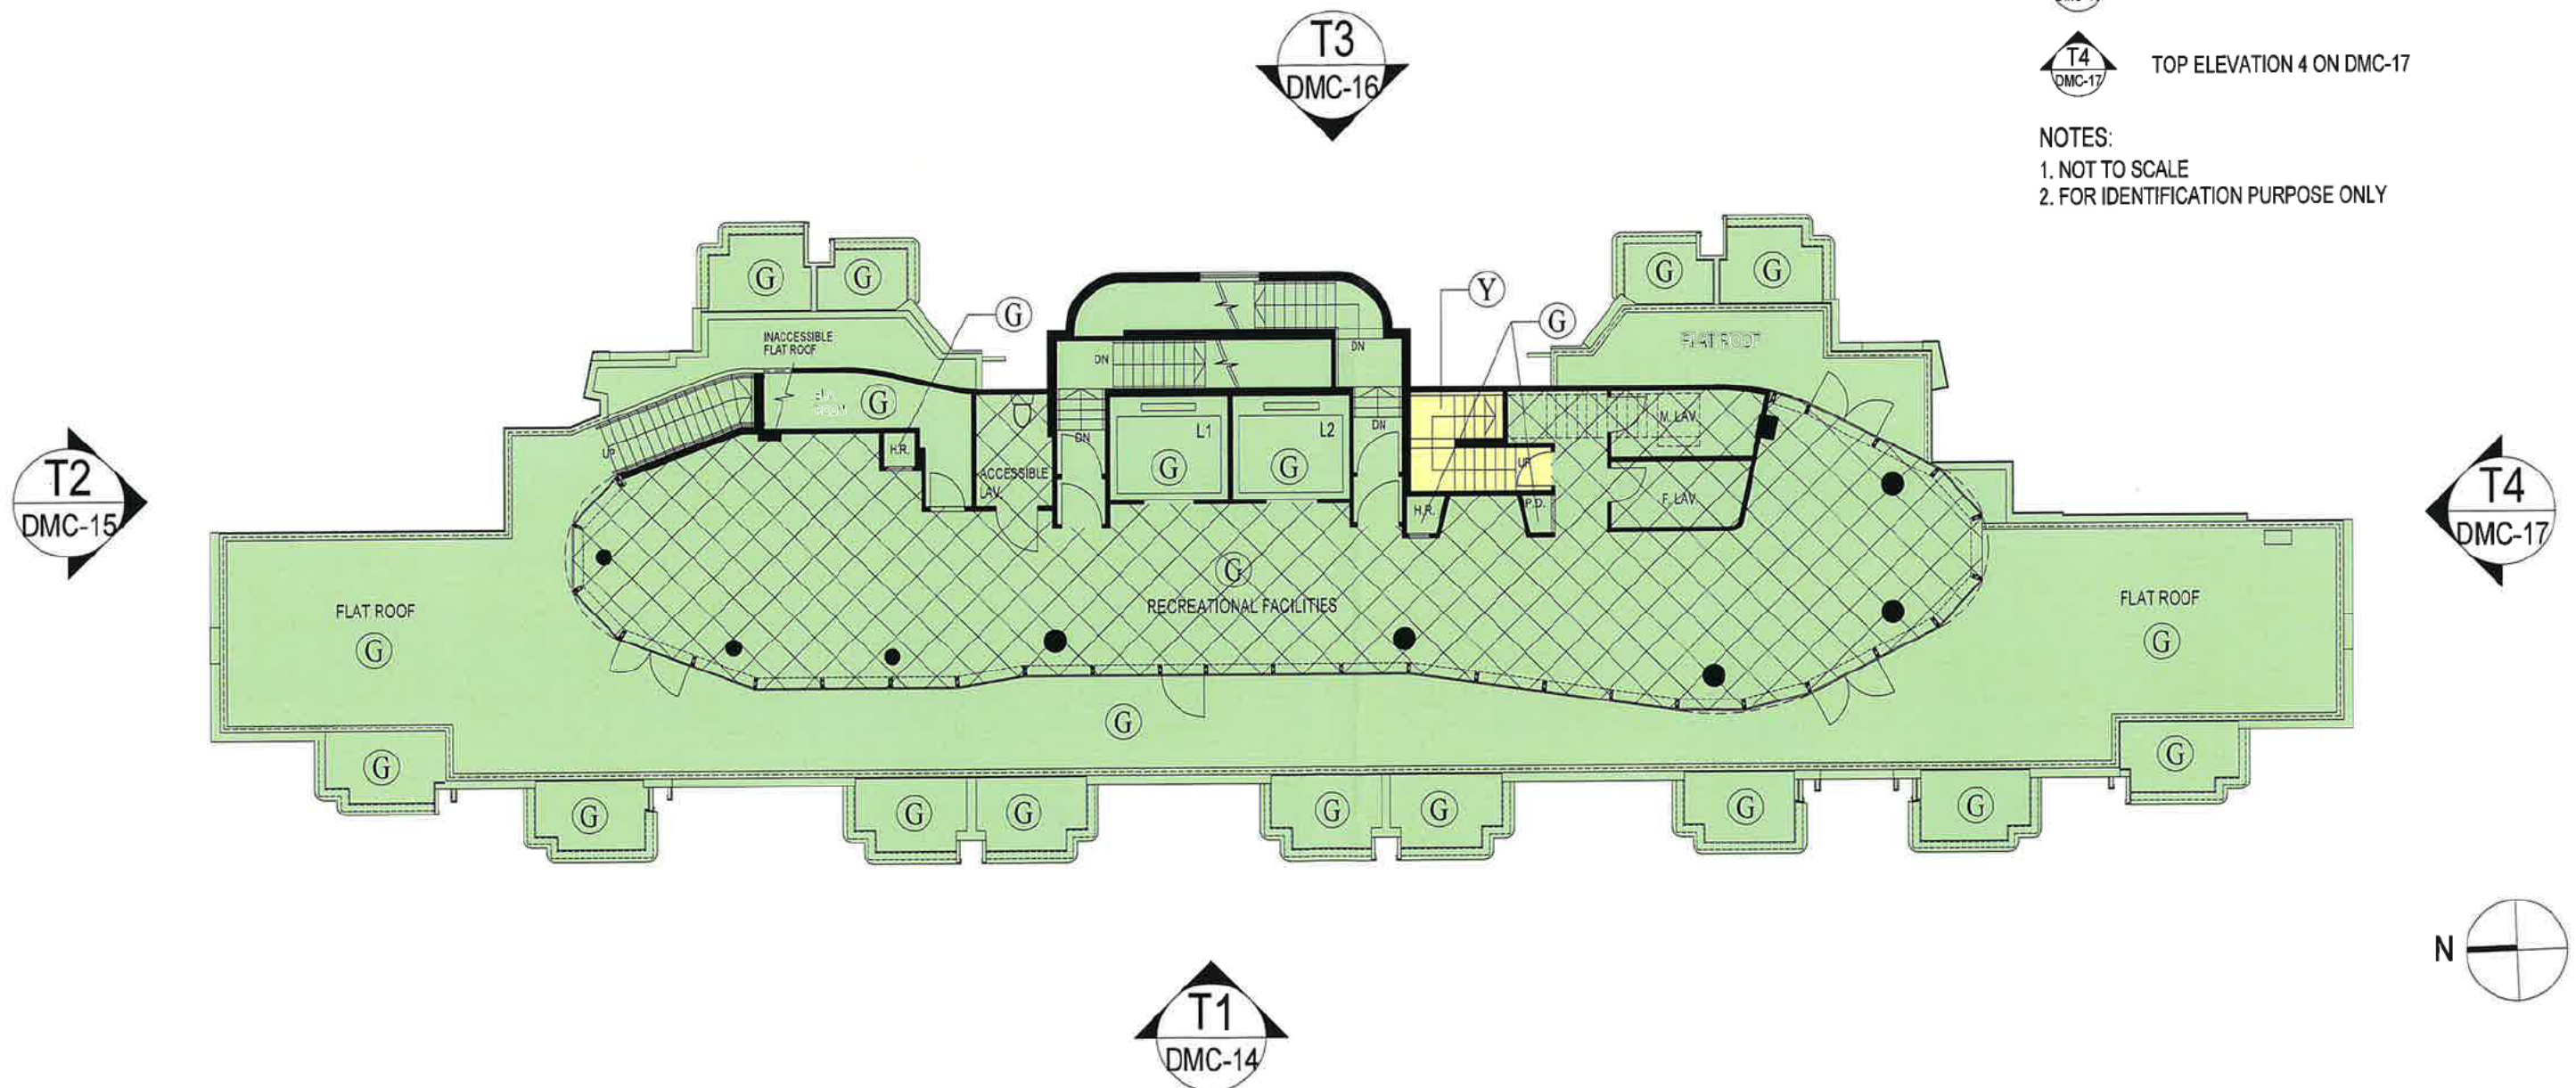 T3
DMC-16
T4
DMC-17
TOP ELEVATION 4 ON DMC-17
NOTES:
1. NOT TO SCALE
2. FOR IDENTIFICATION PURPOSE ONLY
G
G
G
G
G
Y
G
INACCESSIBLE
FLAT ROOF
FLAT ROOF
DN
DN
G
ROOM
L1
L2
DN
DN
M. LAV.
UP
H.R.
ACCESSIBLE
LAV.
G
G
UP
F. LAV.
H.R.
P.D.
T2
DMC-15
T4
DMC-17
G
RECREATIONAL FACILITIES
FLAT ROOF
G
FLAT ROOF
G
G
G
G
G
G
G
G
G
G
G
N
T1
DMC-14